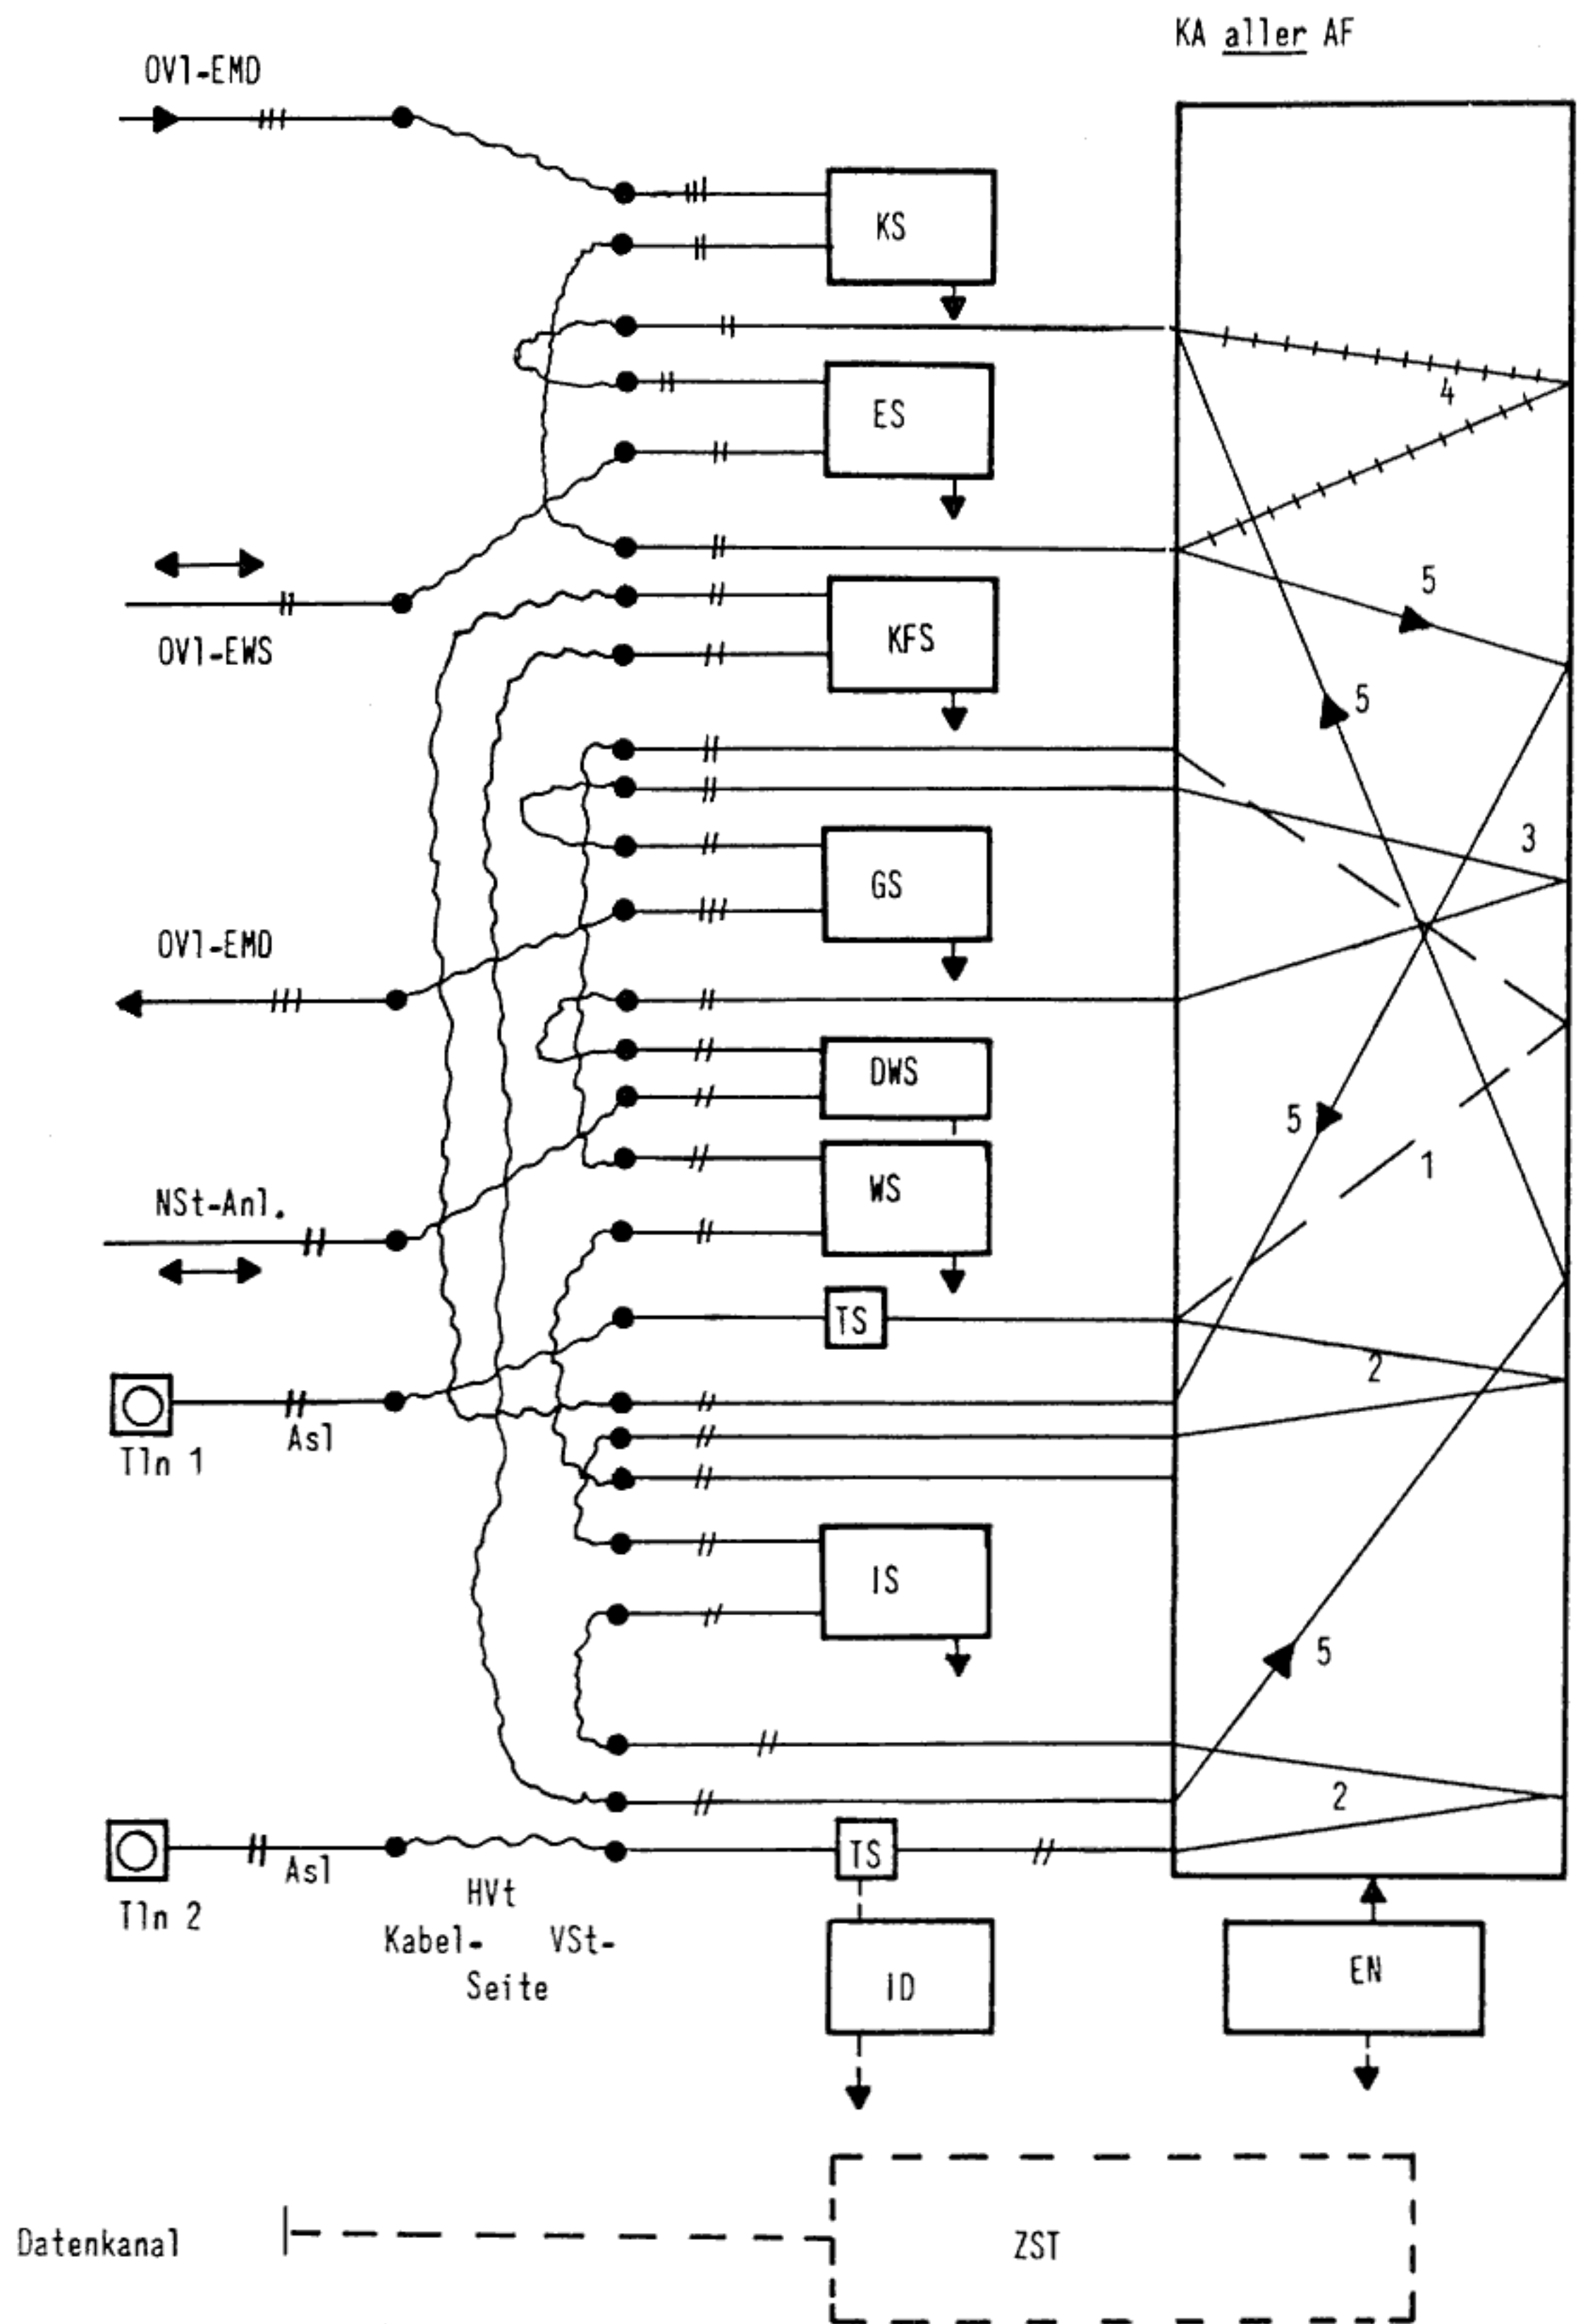 KA aller AF
OVl-EMD
KS
4
ES
5
OVl-EWS
KFS
5
3
GS
OVl-EMD
DWS
5
1
WS
NSt-Anl.
TS
2
Asl
Tln 1
IS
5
2
TS
Asl
HVt
Tln 2
Kabel- VSt-
Seite
ID
EN
Datenkanal
ZST